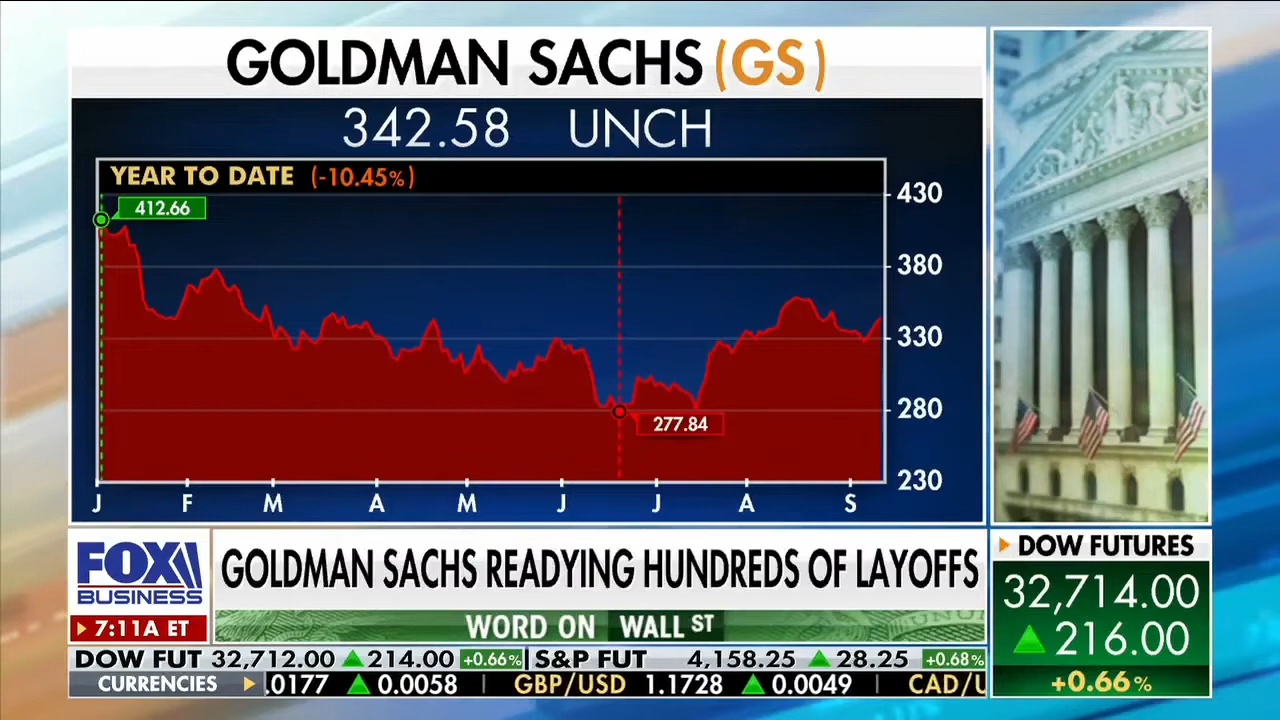 GOLDMAN SACHS (GS)
342.58 UNCH
YEAR TO DATE (-10.45%)
412.66
277.84
430
380
330
280
230
J F M A M J J A S
FOX BUSINESS
7:11A ET
GOLDMAN SACHS READYING HUNDREDS OF LAYOFFS
WORD ON WALL ST
DOW FUTURES
32,714.00
216.00
+0.66%
DOW FUT 32,712.00 214.00 +0.66% S&P FUT 4,158.25 28.25 +0.68%
CURRENCIES .0177 0.0058 GBP/USD 1.1728 0.0049 CAD/U